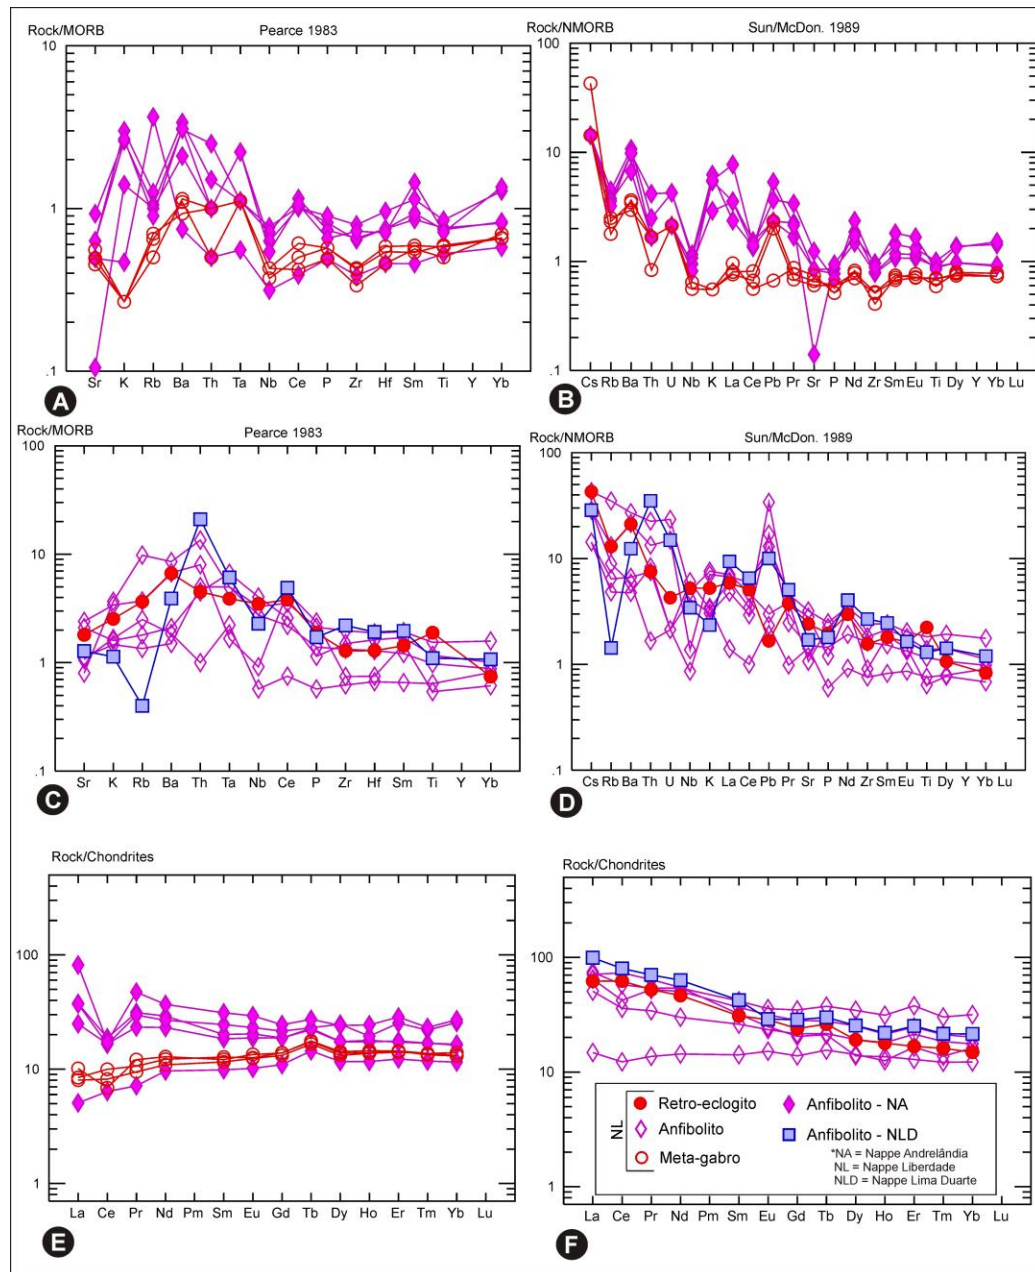 Rock/MORB Pearce 1983
10
1
.1
Sr K Rb Ba Th Ta Nb Ce P Zr Hf Sm Ti Y Yb
A
Rock/NMORB Sun/McDon. 1989
100
10
1
.1
Cs Rb Ba Th U Nb K La Ce Pb Pr Sr P Nd Zr Sm Eu Ti Dy Y Yb Lu
B
Rock/MORB Pearce 1983
100
10
1
.1
Sr K Rb Ba Th Ta Nb Ce P Zr Hf Sm Ti Y Yb
C
Rock/NMORB Sun/McDon. 1989
100
10
1
.1
Cs Rb Ba Th U Nb K La Ce Pb Pr Sr P Nd Zr Sm Eu Ti Dy Y Yb Lu
D
Rock/Chondrites
100
10
1
La Ce Pr Nd Pm Sm Eu Gd Tb Dy Ho Er Tm Yb Lu
E
Rock/Chondrites
100
10
1
NL
Retro-eclogito
Anfibolito
Meta-gabro
Anfibolito - NA
Anfibolito - NLD
*NA = Nappe Andrelândia
NL = Nappe Liberdade
NLD = Nappe Lima Duarte
La Ce Pr Nd Pm Sm Eu Gd Tb Dy Ho Er Tm Yb Lu
F